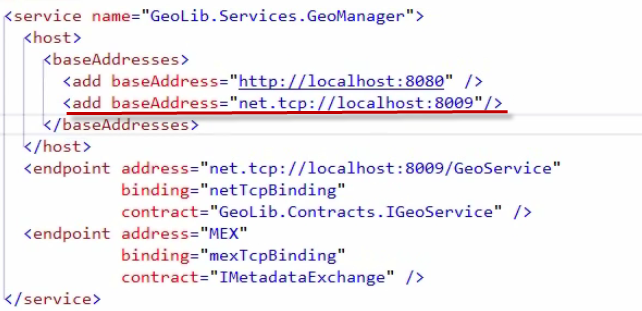 <service name="GeoLib.Services.GeoManager">
<host>
<baseAddresses>
<add baseAddress="http://localhost:8080" />
<add baseAddress="net.tcp://localhost:8009"/>
</baseAddresses>
</host>
<endpoint address="net.tcp://localhost:8009/GeoService"
binding="netTcpBinding"
contract="GeoLib.Contracts.IGeoService" />
<endpoint address="MEX"
binding="mexTcpBinding"
contract="IMetadataExchange" />
</service>